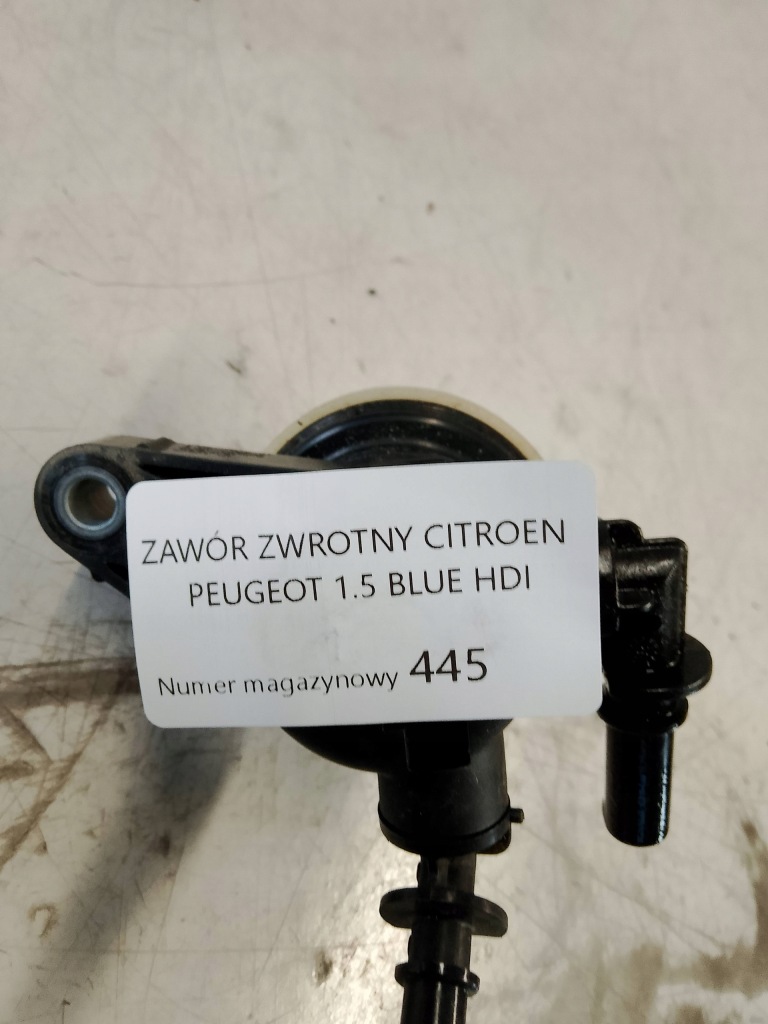 ZAWÓR ZWROTNY CITROEN
PEUGEOT 1.5 BLUE HDI
Numer magazynowy 445